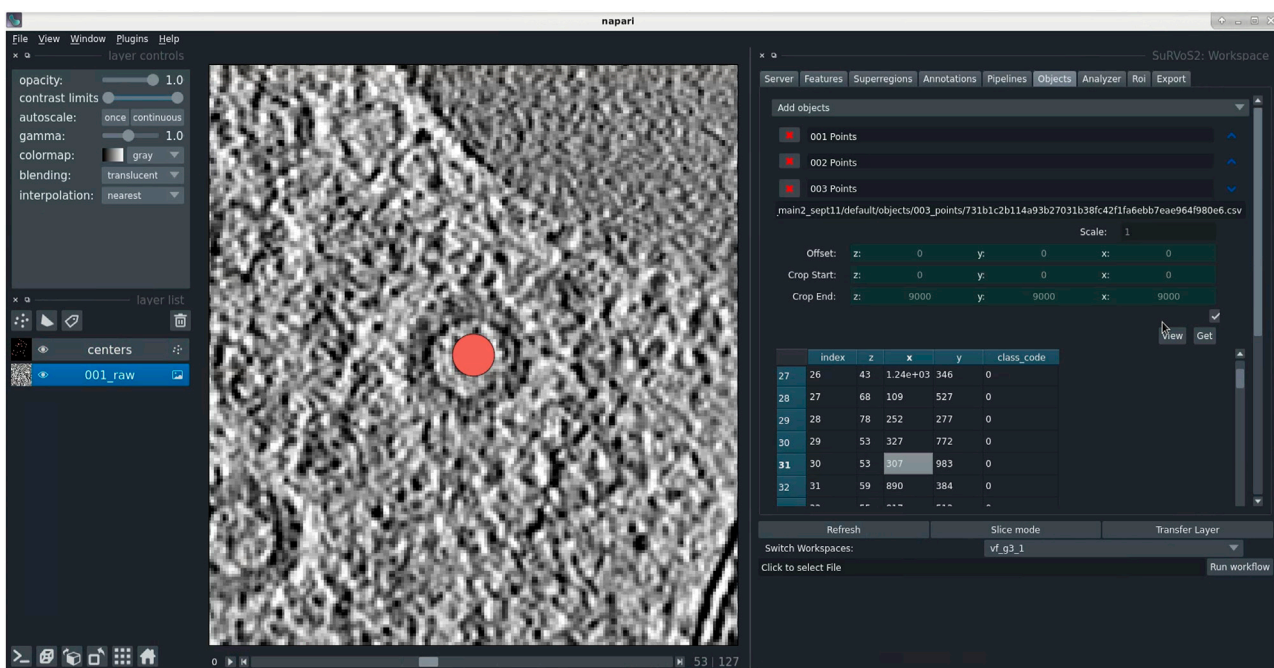 napari
File View Window Plugins Help
layer controls
SuRVoS2: Workspace
opacity: 1.0
contrast limits
autoscale: once continuous
gamma: 1.0
colormap: gray
blending: translucent
interpolation: nearest
layer list
centers
001_raw
Server Features Superregions Annotations Pipelines Objects Analyzer Roi Export
Add objects
001 Points
002 Points
003 Points
_main2_sept11/default/objects/003_points/731b1c2b114a93b27031b38fc42f1fa6ebb7eae964f980e6.csv
Scale: 1
Offset: z: 0 y: 0 x: 0
Crop Start: z: 0 y: 0 x: 0
Crop End: z: 9000 y: 9000 x: 9000
View Get
index z x y class_code
27 26 43 1.24e+03 346 0
28 27 68 109 527 0
29 28 78 252 277 0
30 29 53 327 772 0
31 30 53 307 983 0
32 31 59 890 384 0
Refresh Slice mode Transfer Layer
Switch Workspaces: vf_g3_1
Click to select File Run workflow
0 53 | 127